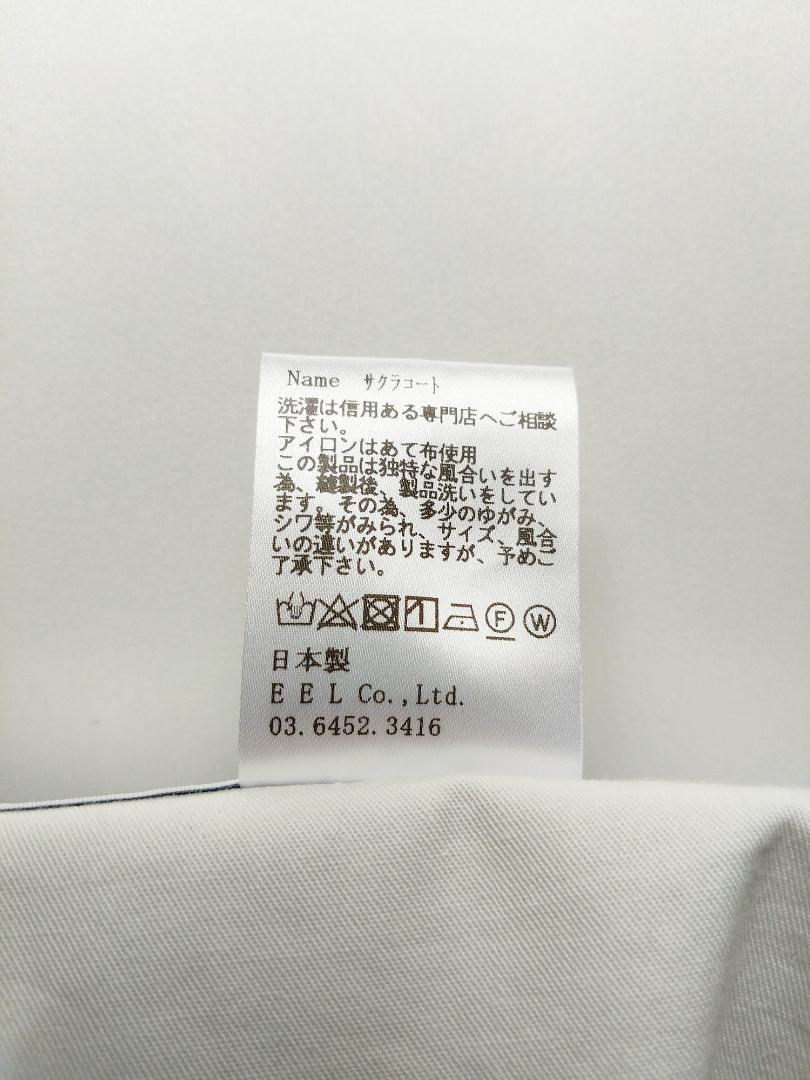 Name サクラコート
洗濯は信用ある専門店へご相談
下さい。
アイロンはあて布使用
この製品は独特な風合いを出す
為、縫製後、製品洗いをしてい
ます。その為、多少のゆがみ、
シワ等がみられ、サイズ、風合
いの違いがありますが、予めご
了承下さい。
F W
日本製
E E L Co.,Ltd.
03.6452.3416